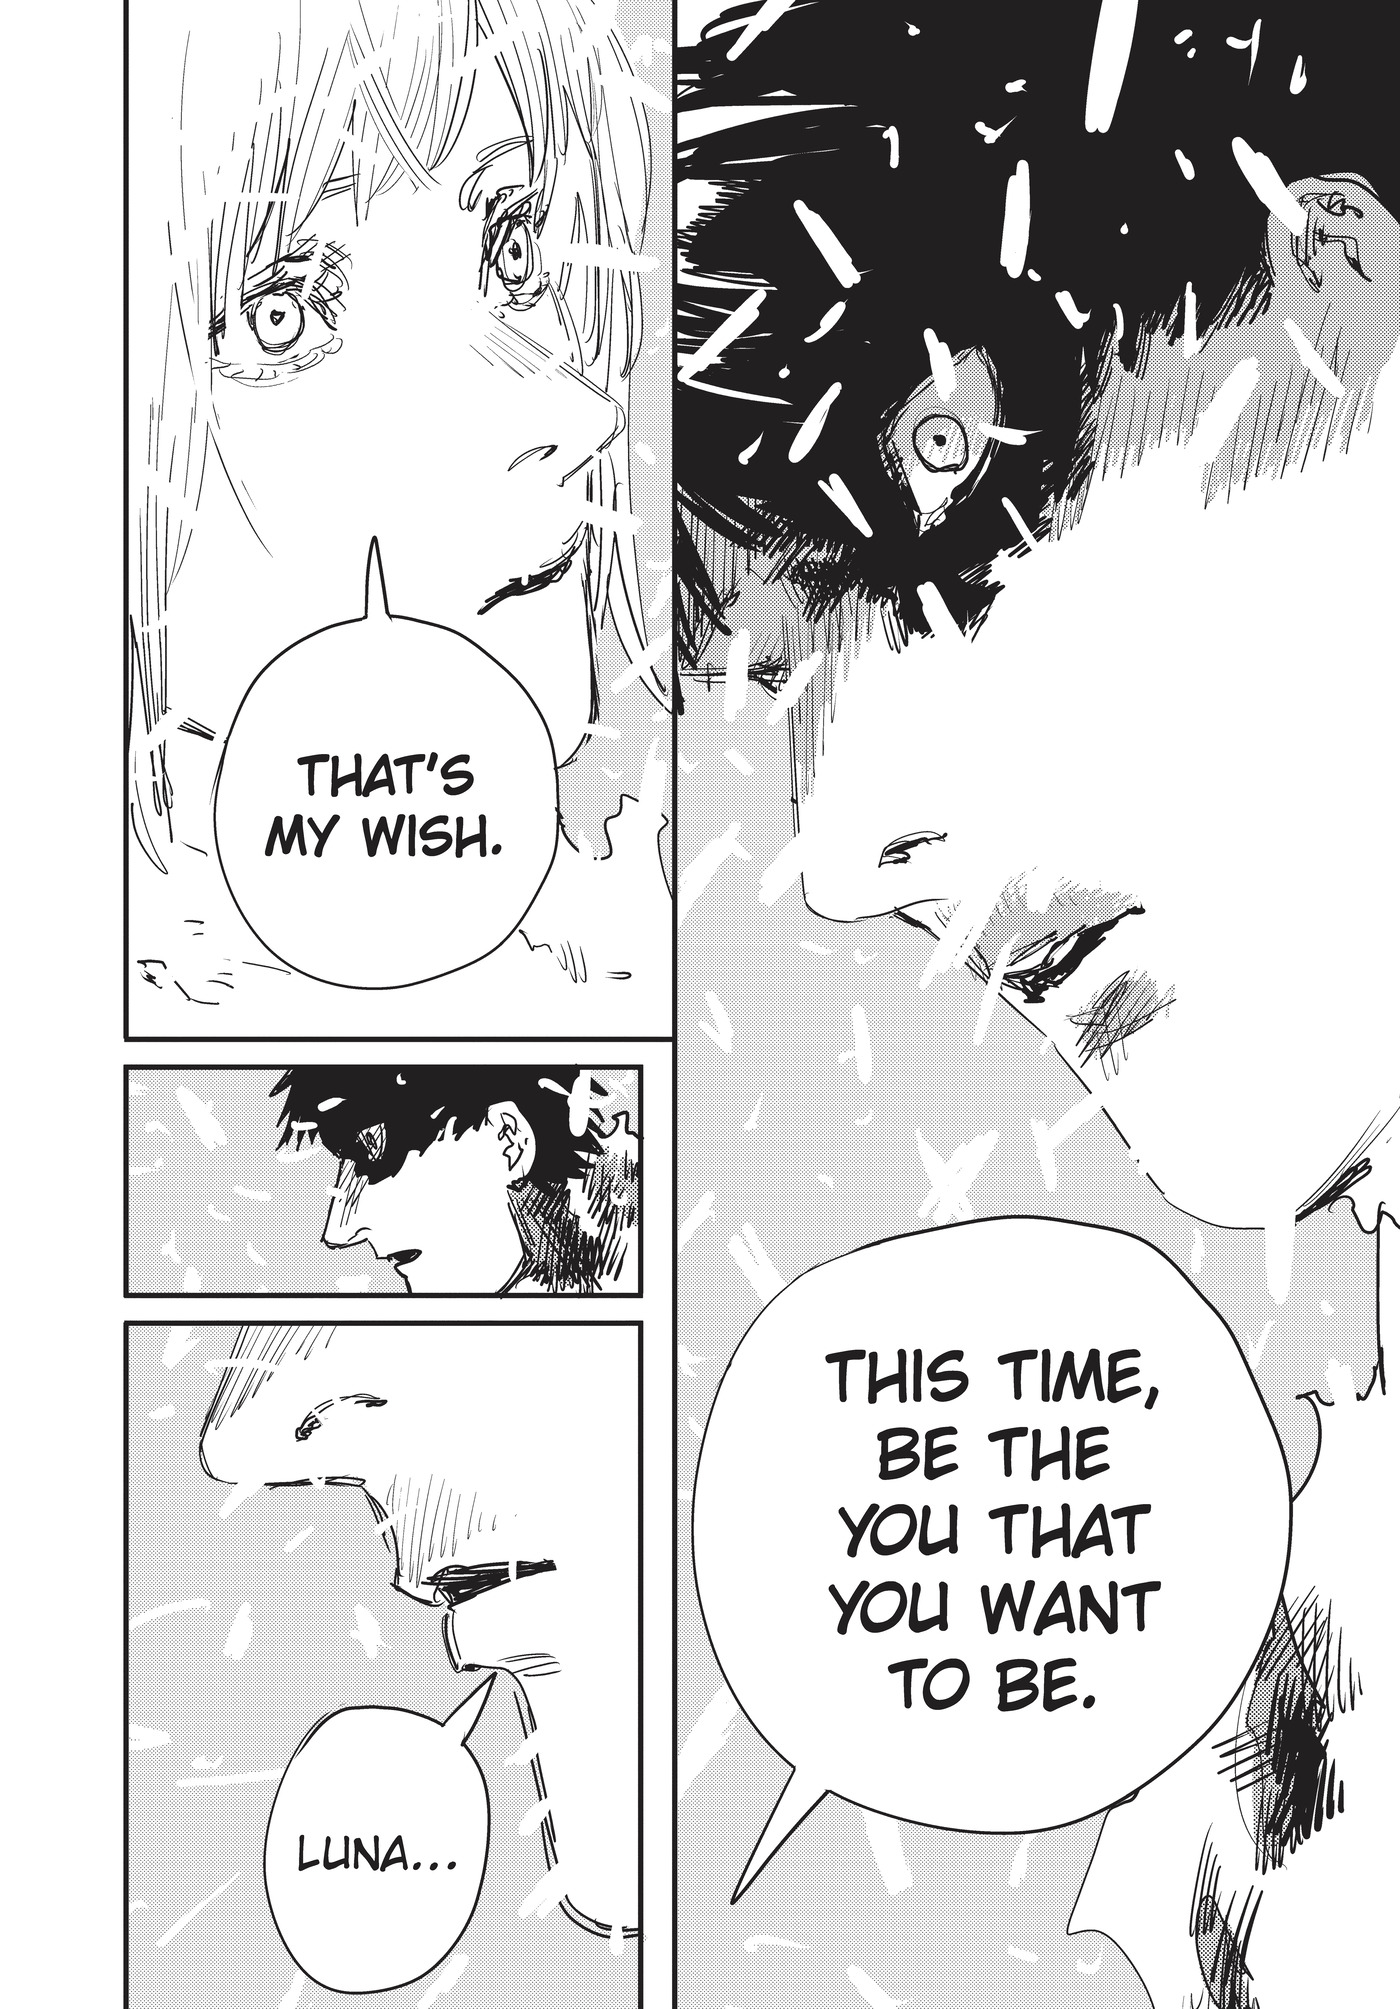 THIS TIME,
BE THE
YOU THAT
YOU WANT
TO BE.
THAT'S
MY WISH.
LUNA...